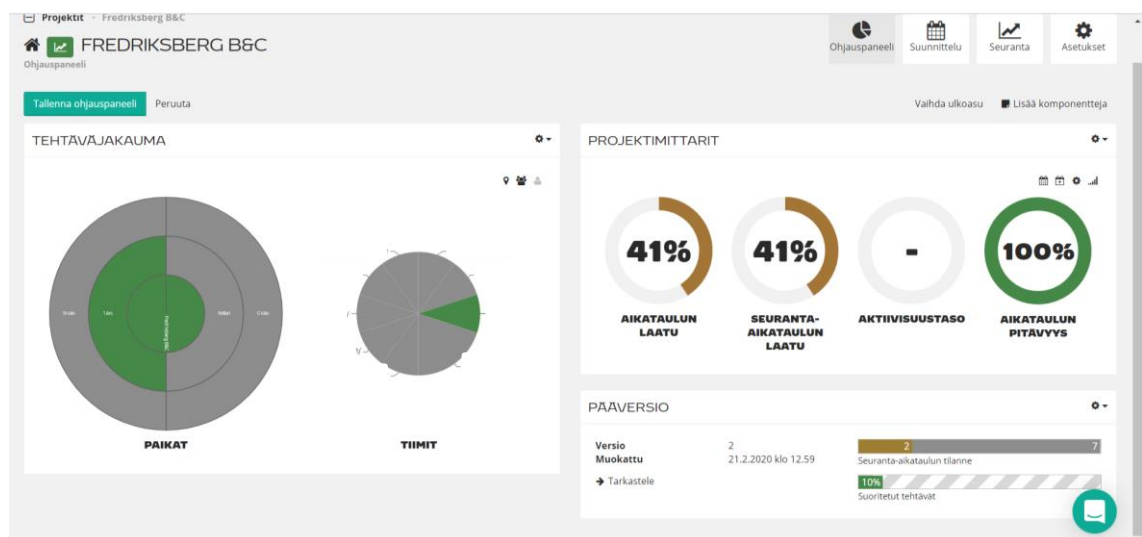 Projektit - Fredriksberg B&C
FREDRIKSBERG B&C
Ohjauspaneeli
Ohjauspaneeli
Suunnittelu
Seuranta
Asetukset
Tallenna ohjauspaneeli
Peruuta
Vaihda ulkoasu
Lisää komponentteja
TEHTÄVÄJAKAUMA
PAIKAT
TIIMIT
PROJEKTIMITTARIT
41%
AIKATAULUN
LAATU
41%
SEURANTA-
AIKATAULUN
LAATU
-
AKTIIVISUUSTASO
100%
AIKATAULUN
PITÄVYYS
PÄÄVERSIO
Versio 2
Muokattu 21.2.2020 klo 12.59
Tarkastele
2 7
Seuranta-aikataulun tilanne
10%
Suoritetut tehtävät